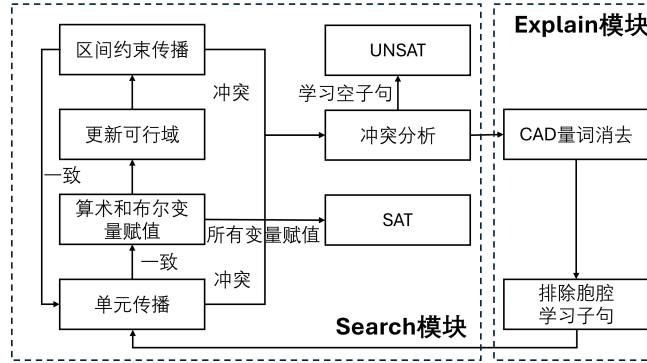 Explain模块
区间约束传播
UNSAT
冲突
学习空子句
更新可行域
冲突分析
CAD量词消去
一致
算术和布尔变
量赋值
SAT
所有变量赋值
一致
冲突
单元传播
排除胞腔
学习子句
Search模块